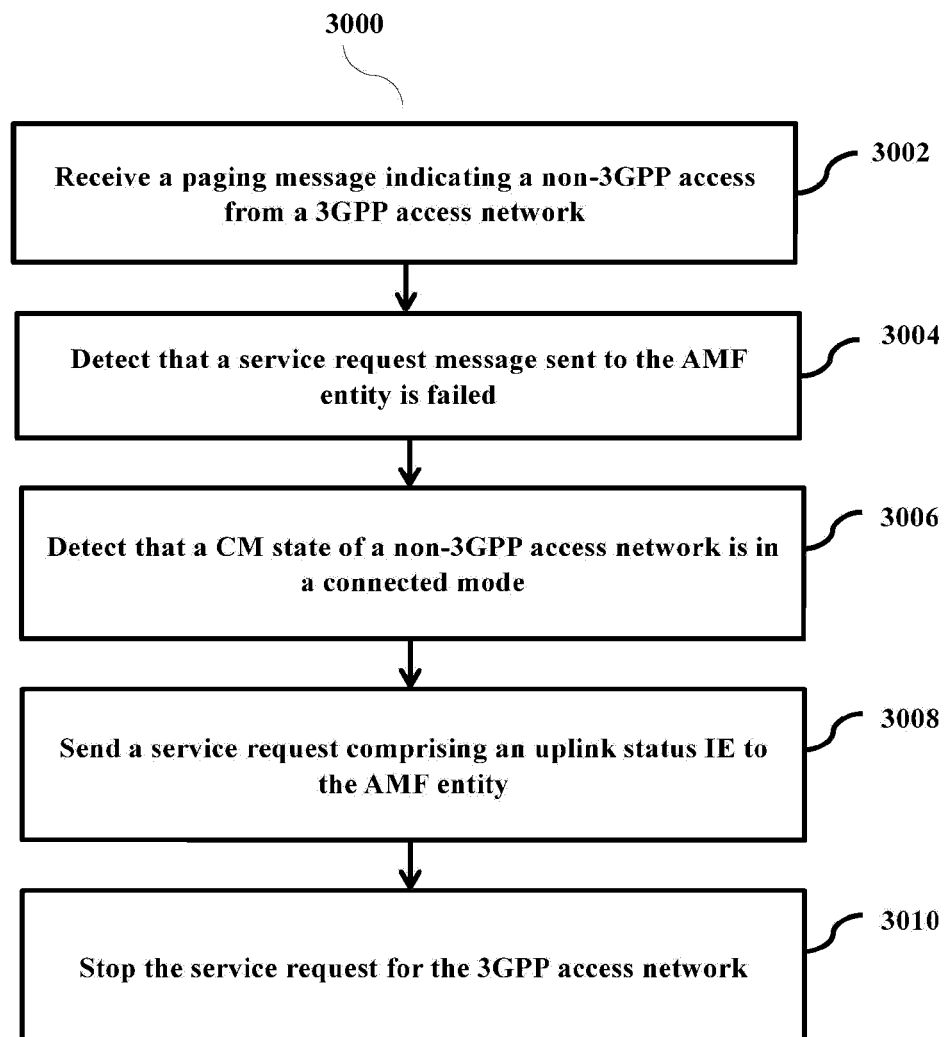 3000
3002
Receive a paging message indicating a non-3GPP access
from a 3GPP access network
3004
Detect that a service request message sent to the AMF
entity is failed
3006
Detect that a CM state of a non-3GPP access network is in
a connected mode
3008
Send a service request comprising an uplink status IE to
the AMF entity
3010
Stop the service request for the 3GPP access network